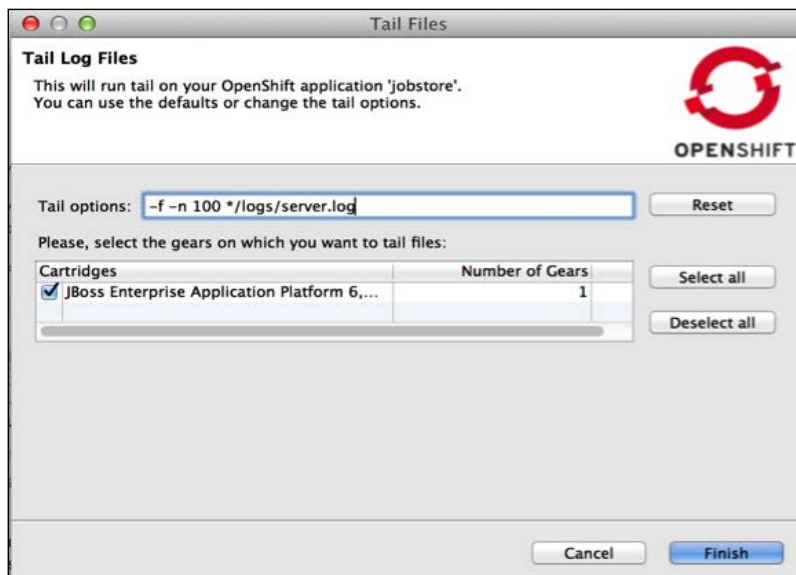 Tail Files
Tail Log Files
This will run tail on your OpenShift application 'jobstore'.
You can use the defaults or change the tail options.
OPENSHIFT
Tail options: -f -n 100 */logs/server.log Reset
Please, select the gears on which you want to tail files:
Cartridges Number of Gears
Select all
JBoss Enterprise Application Platform 6,... 1
Deselect all
Cancel Finish